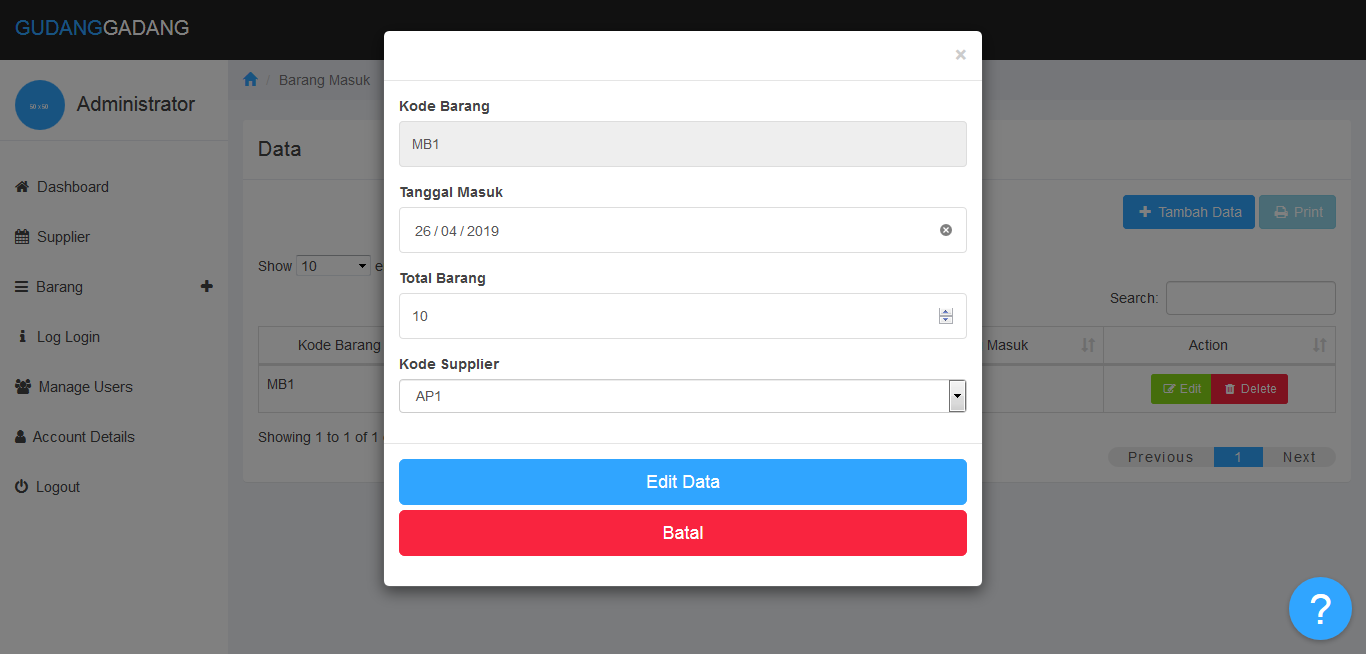 GUDANGGADANG
×
50 x 50
Administrator
Dashboard
Supplier
Barang
Log Login
Manage Users
Account Details
Logout
/ Barang Masuk
Data
Tambah Data
Print
Show 10 e
Search:
Kode Barang
Masuk
Action
MB1
Edit
Delete
Showing 1 to 1 of 1
Previous 1 Next
Kode Barang
MB1
Tanggal Masuk
26 / 04 / 2019
Total Barang
10
Kode Supplier
AP1
Edit Data
Batal
?